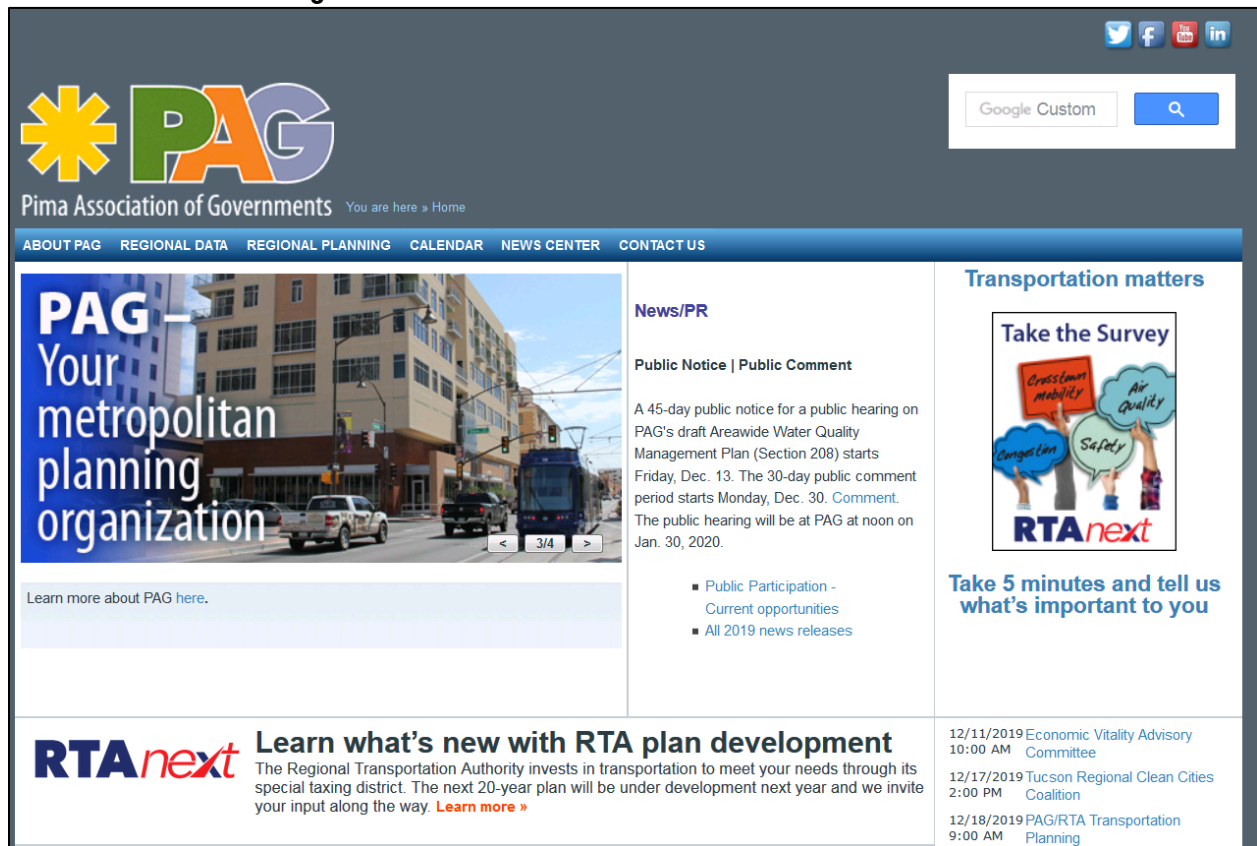 You
Tube
in
PAG
Pima Association of Governments
You are here » Home
Google Custom
ABOUT PAG REGIONAL DATA REGIONAL PLANNING CALENDAR NEWS CENTER CONTACT US
PAG –
Your
metropolitan
planning
organization
< 3/4 >
Learn more about PAG here.
News/PR
Public Notice | Public Comment
A 45-day public notice for a public hearing on
PAG's draft Areawide Water Quality
Management Plan (Section 208) starts
Friday, Dec. 13. The 30-day public comment
period starts Monday, Dec. 30. Comment.
The public hearing will be at PAG at noon on
Jan. 30, 2020.
Public Participation -
Current opportunities
All 2019 news releases
Transportation matters
Take the Survey
Crosstown
mobility
Air
Quality
Congestion
Safety
RTAnext
Take 5 minutes and tell us
what's important to you
RTAnext
Learn what's new with RTA plan development
The Regional Transportation Authority invests in transportation to meet your needs through its
special taxing district. The next 20-year plan will be under development next year and we invite
your input along the way. Learn more »
12/11/2019 Economic Vitality Advisory
10:00 AM Committee
12/17/2019 Tucson Regional Clean Cities
2:00 PM Coalition
12/18/2019 PAG/RTA Transportation
9:00 AM Planning